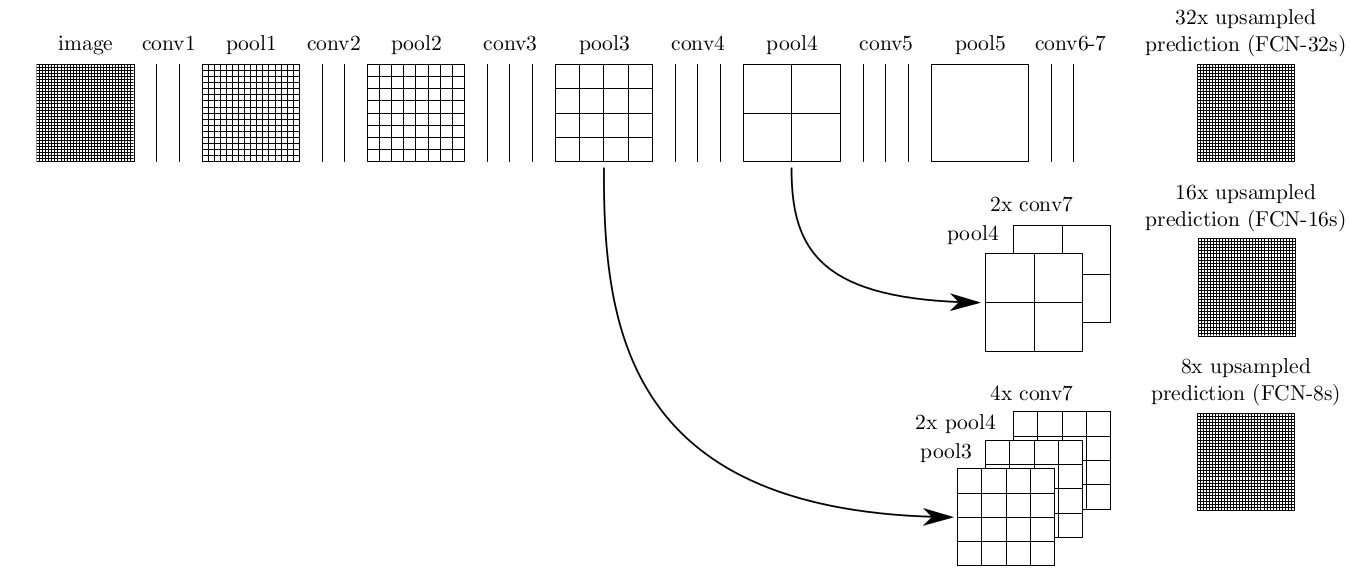 image conv1 pool1 conv2 pool2 conv3 pool3 conv4 pool4 conv5 pool5 conv6-7
32x upsampled
prediction (FCN-32s)
16x upsampled
prediction (FCN-16s)
2x conv7
pool4
8x upsampled
prediction (FCN-8s)
4x conv7
2x pool4
pool3